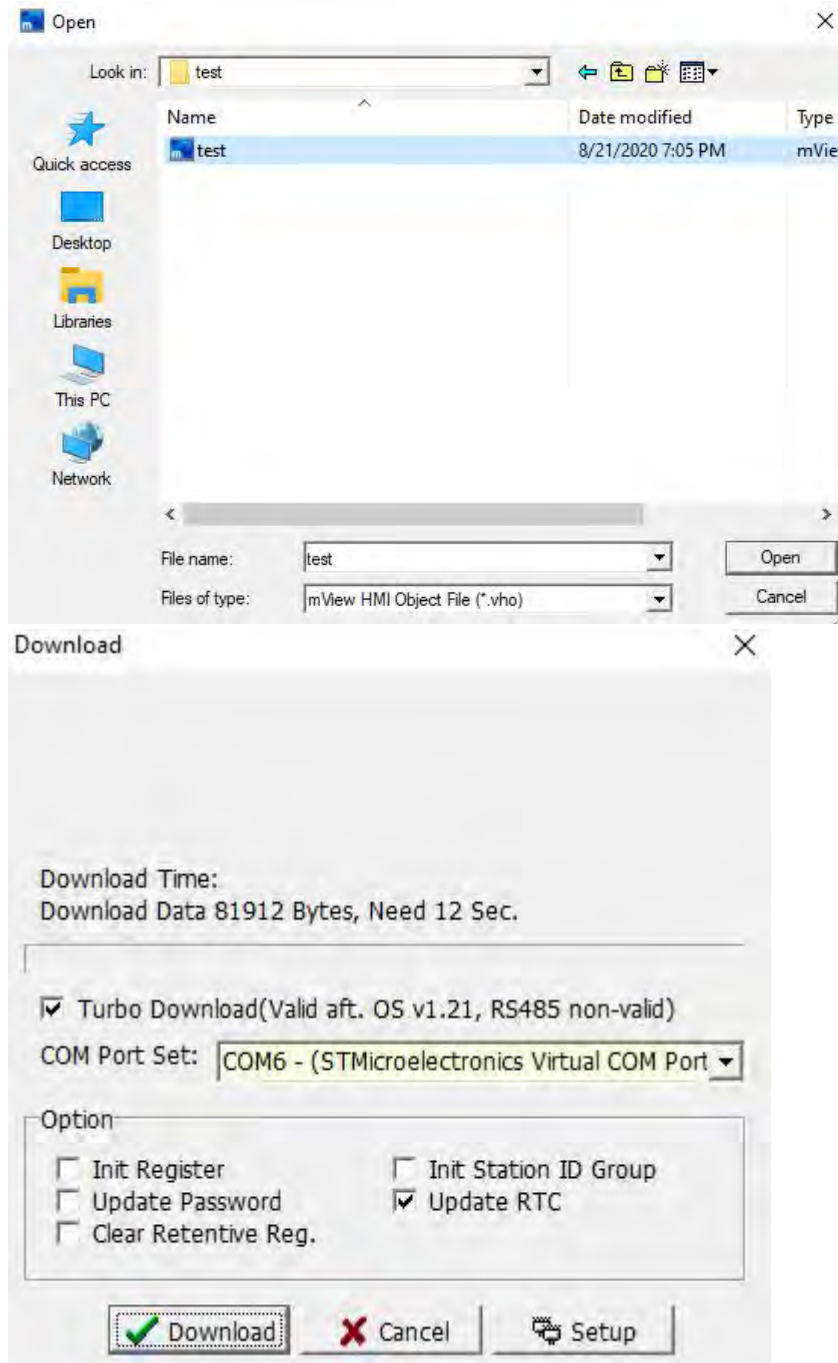 Open
Look in: test
Name Date modified Type
test 8/21/2020 7:05 PM mVie
Quick access
Desktop
Libraries
This PC
Network
File name: test Open
Files of type: mView HMI Object File (*.vho) Cancel
Download
Download Time:
Download Data 81912 Bytes, Need 12 Sec.
Turbo Download(Valid aft. OS v1.21, RS485 non-valid)
COM Port Set: COM6 - (STMicroelectronics Virtual COM Port
Option
Init Register Init Station ID Group
Update Password Update RTC
Clear Retentive Reg.
Download Cancel Setup